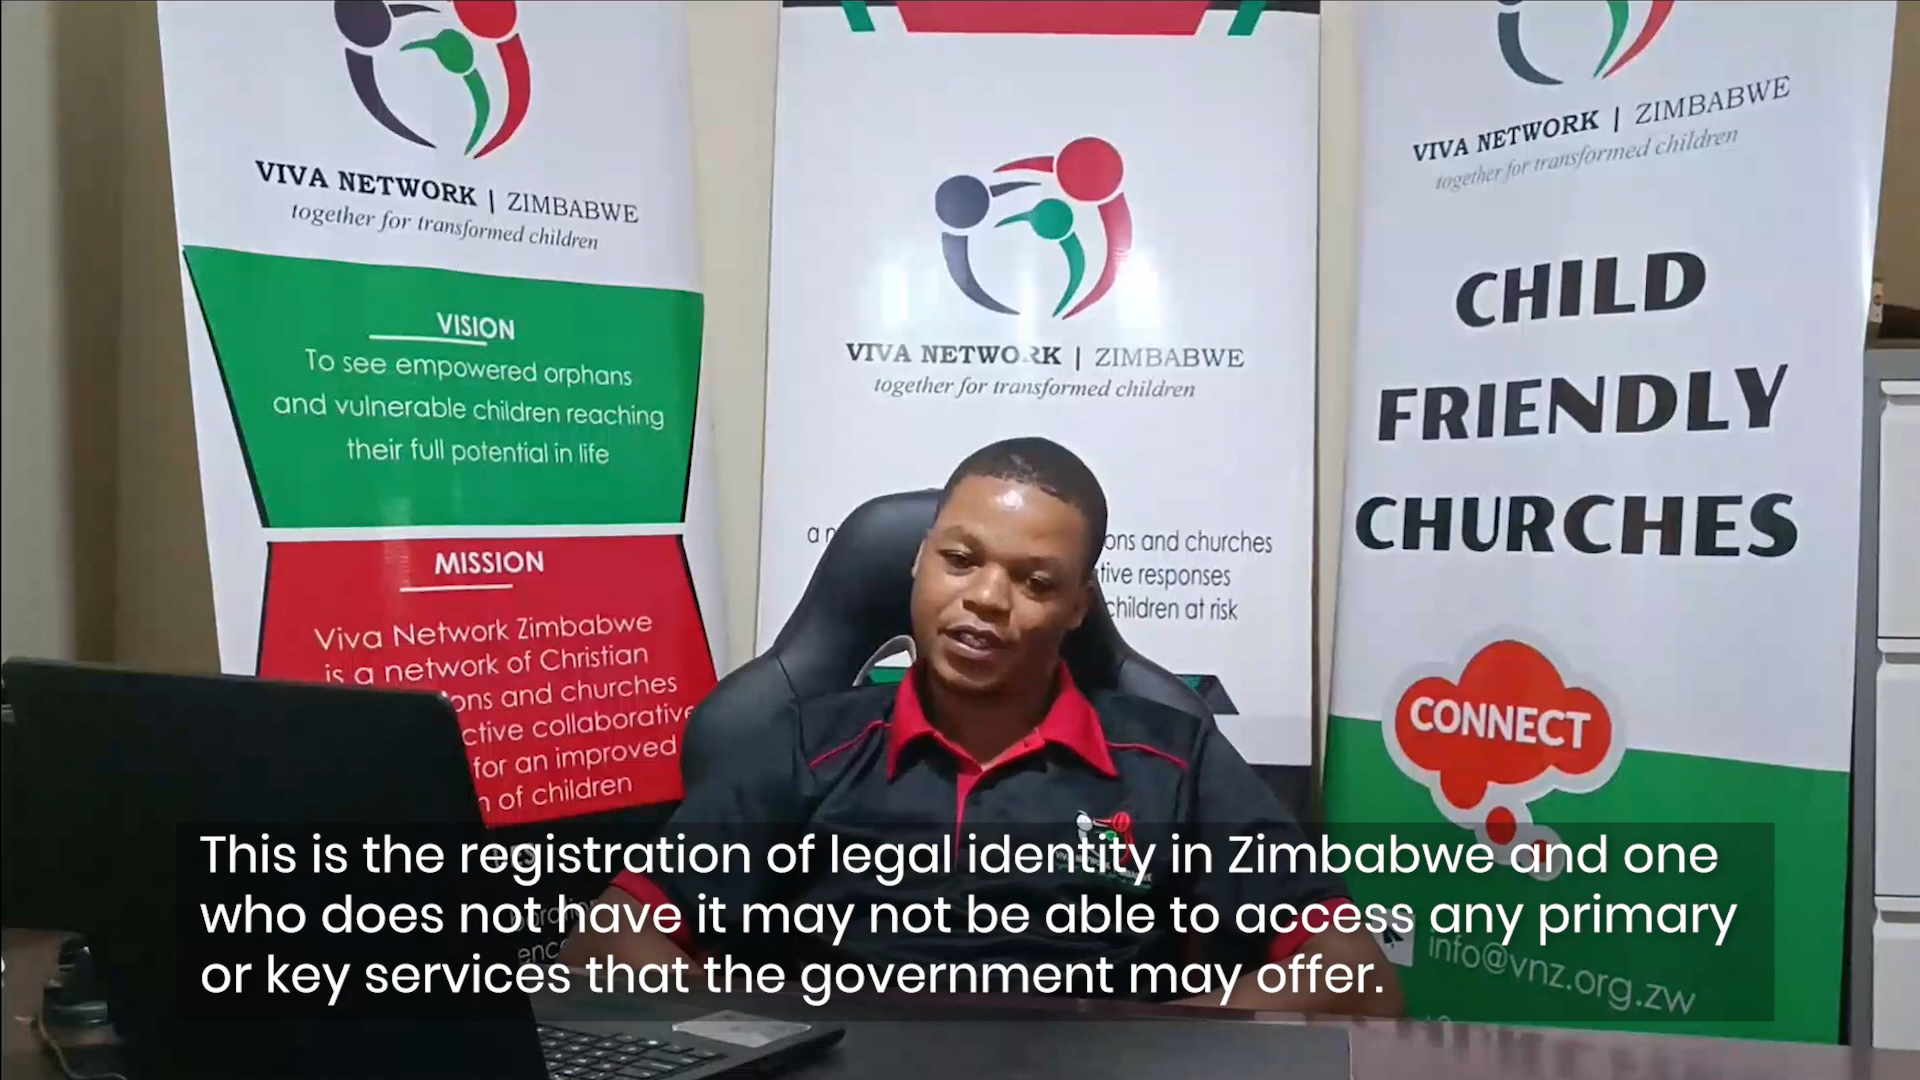 VIVA NETWORK | ZIMBABWE
together for transformed children
VISION
To see empowered orphans
and vulnerable children reaching
their full potential in life
MISSION
Viva Network Zimbabwe
is a network of Christian
and churches
collaborative
for an improved
of children
VIVA NETWORK | ZIMBABWE
together for transformed children
and churches
responses
children at risk
VIVA NETWORK | ZIMBABWE
together for transformed children
CHILD
FRIENDLY
CHURCHES
CONNECT
info@vnz.org.zw
This is the registration of legal identity in Zimbabwe and one
who does not have it may not be able to access any primary
or key services that the government may offer.